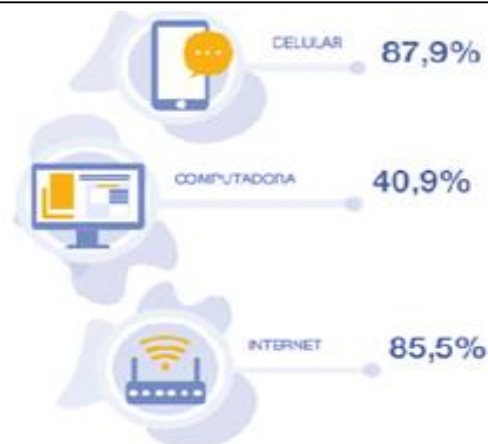 CELULAR 87,9%
COMPUTADORA 40,9%
INTERNET 85,5%